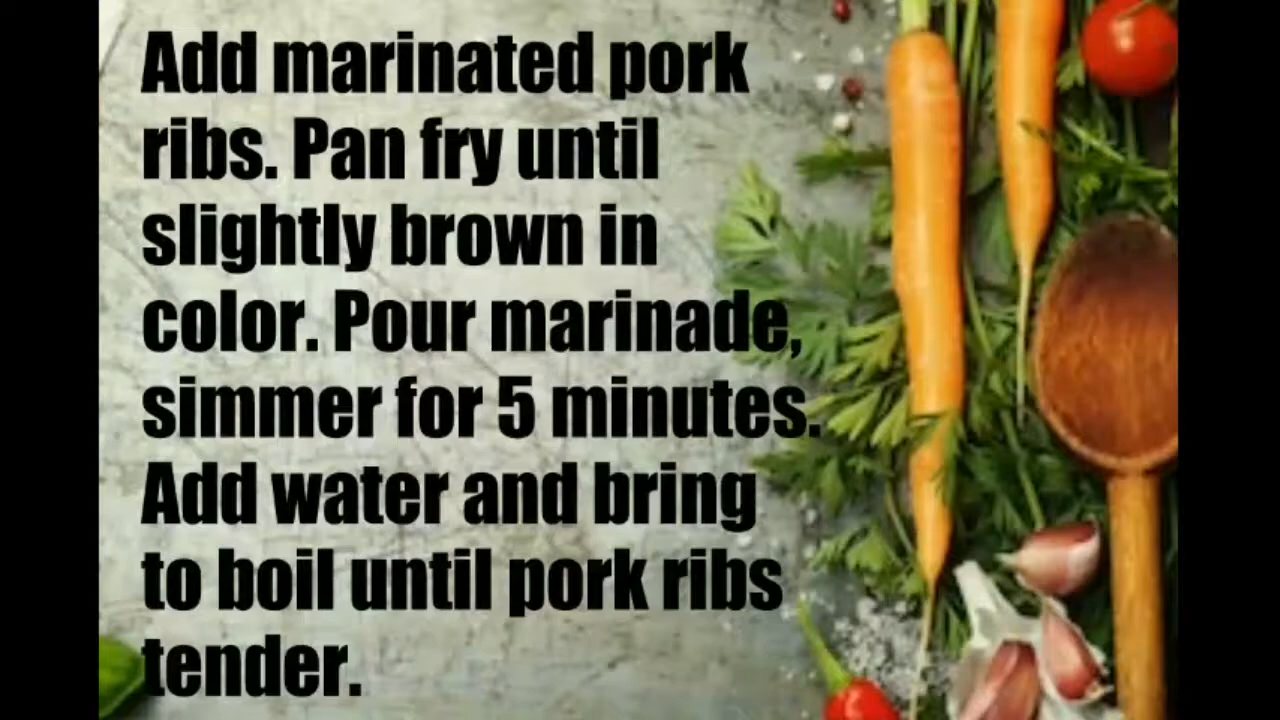 Add marinated pork
ribs. Pan fry until
slightly brown in
color. Pour marinade,
simmer for 5 minutes.
Add water and bring
to boil until pork ribs
tender.